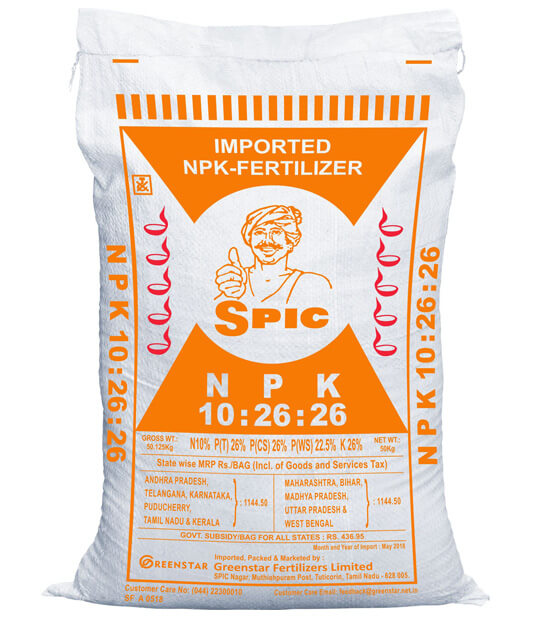 IMPORTED
NPK-FERTILIZER
SPIC
N P K
10:26:26
N P K 10:26:26
N P K 10:26:26
GROSS WT.:
50.125Kg
N10% P(T) 26% P(CS) 26% P(WS) 22.5% K 26%
NET WT.:
50Kg
State wise MRP Rs./BAG (Incl. of Goods and Services Tax)
ANDHRA PRADESH,
TELANGANA, KARNATAKA,
PUDUCHERRY,
TAMIL NADU & KERALA
: 1144.50
MAHARASHTRA, BIHAR,
MADHYA PRADESH,
UTTAR PRADESH &
WEST BENGAL
: 1144.50
GOVT. SUBSIDY/BAG FOR ALL STATES : RS. 436.95
Month and Year of Import : May 2018
Imported, Packed & Marketed by :
GREENSTAR
Greenstar Fertilizers Limited
SPIC Nagar, Muthiahpuram Post, Tuticorin, Tamil Nadu - 628 005.
Customer Care No: (044) 22300010
Customer Care Email: feedback@greenstar.net.in
SF A 0518